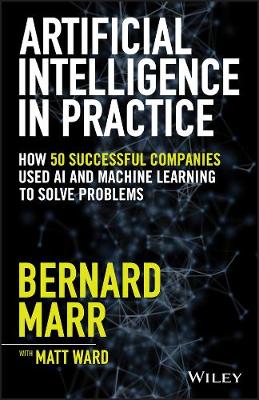 ARTIFICIAL
INTELLIGENCE
IN PRACTICE
HOW 50 SUCCESSFUL COMPANIES
USED AI AND MACHINE LEARNING
TO SOLVE PROBLEMS
BERNARD
MARR
WITH MATT WARD
WILEY